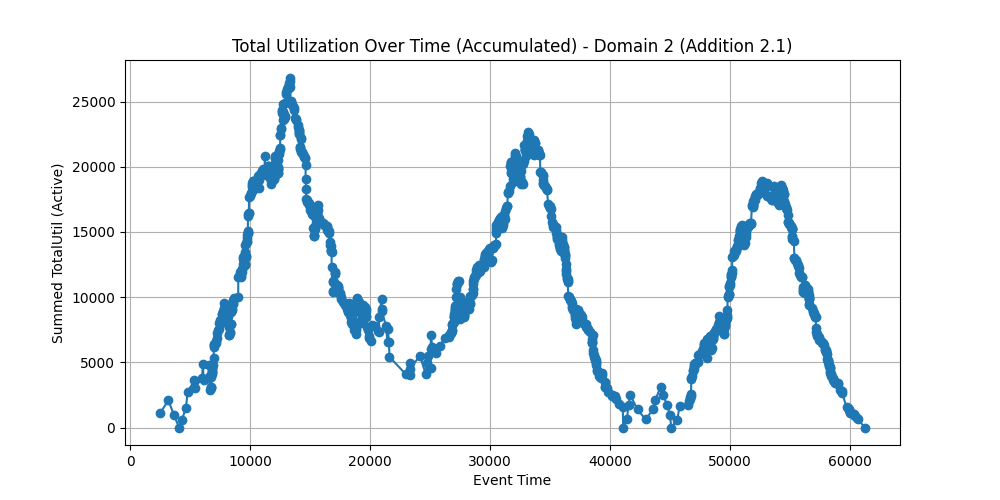 Total Utilization Over Time (Accumulated) - Domain 2 (Addition 2.1)
Summed TotalUtil (Active)
25000
20000
15000
10000
5000
0
0 10000 20000 30000 40000 50000 60000
Event Time